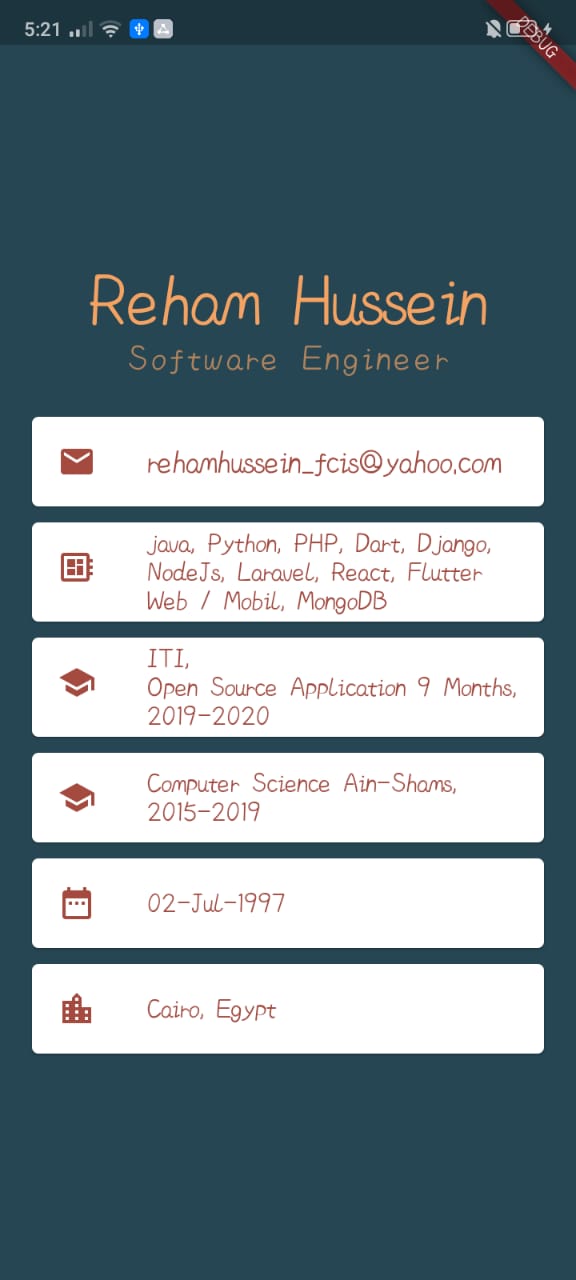 5:21
DEBUG
Reham Hussein
Software Engineer
rehamhussein_fcis@yahoo.com
java, Python, PHP, Dart, Django,
NodeJs, Laravel, React, Flutter
Web / Mobil, MongoDB
ITI,
Open Source Application 9 Months,
2019-2020
Computer Science Ain-Shams,
2015-2019
02-Jul-1997
Cairo, Egypt